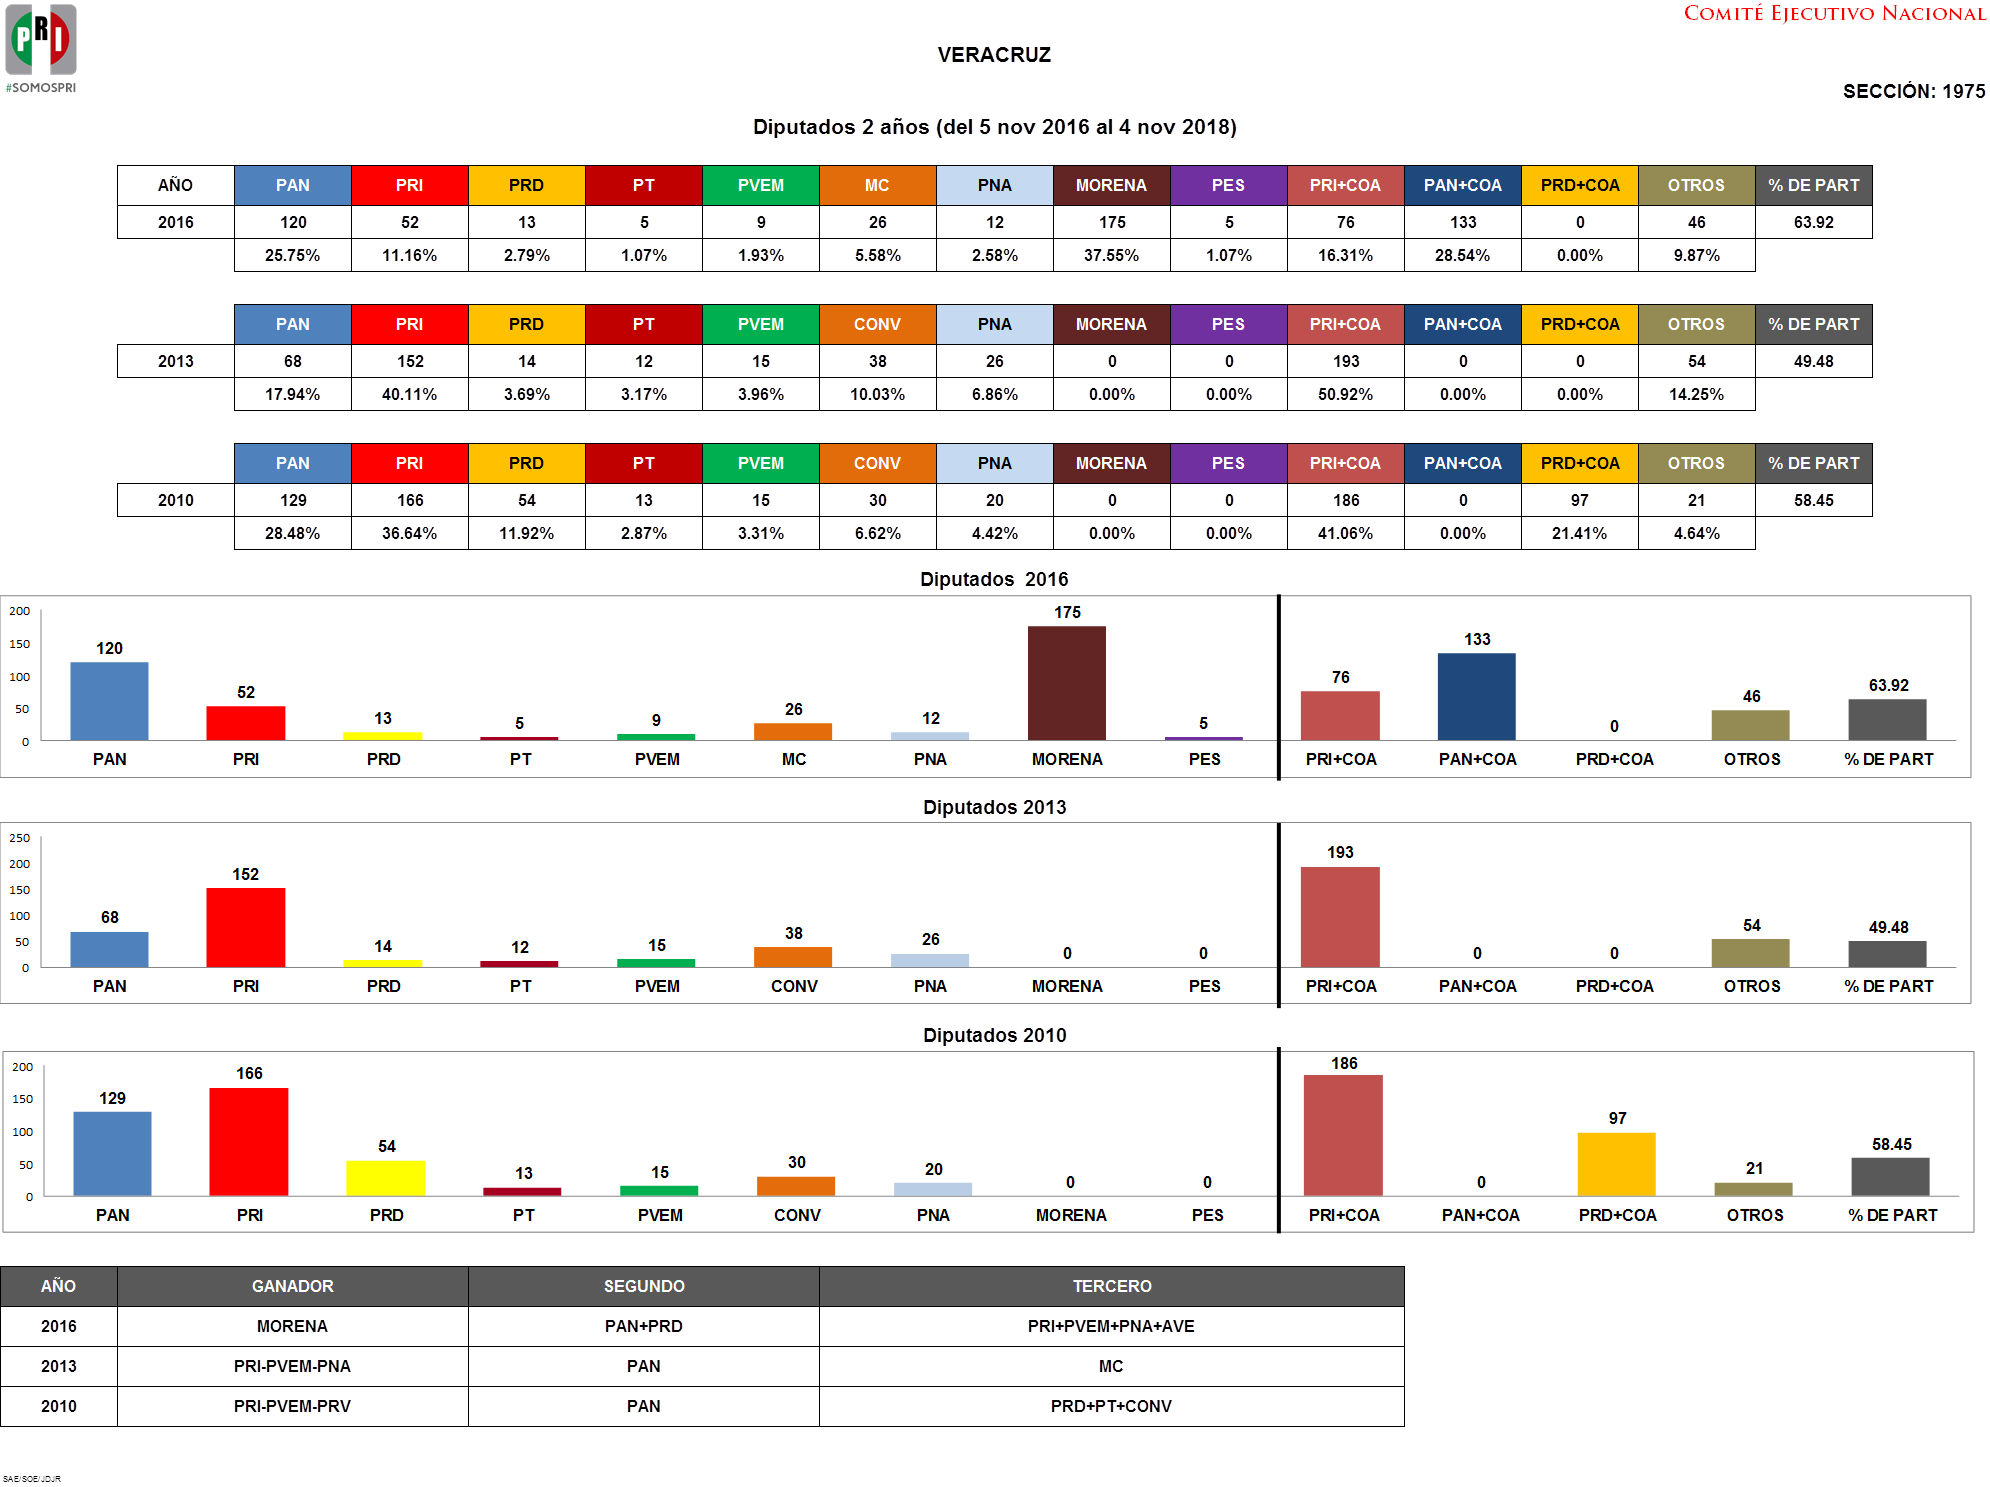 PRI
#SOMOSPRI
COMITÉ EJECUTIVO NACIONAL
VERACRUZ
SECCIÓN: 1975
Diputados 2 años (del 5 nov 2016 al 4 nov 2018)
AÑO PAN PRI PRD PT PVEM MC PNA MORENA PES PRI+COA PAN+COA PRD+COA OTROS % DE PART
2016 120 52 13 5 9 26 12 175 5 76 133 0 46 63.92
25.75% 11.16% 2.79% 1.07% 1.93% 5.58% 2.58% 37.55% 1.07% 16.31% 28.54% 0.00% 9.87%
PAN PRI PRD PT PVEM CONV PNA MORENA PES PRI+COA PAN+COA PRD+COA OTROS % DE PART
2013 68 152 14 12 15 38 26 0 0 193 0 0 54 49.48
17.94% 40.11% 3.69% 3.17% 3.96% 10.03% 6.86% 0.00% 0.00% 50.92% 0.00% 0.00% 14.25%
PAN PRI PRD PT PVEM CONV PNA MORENA PES PRI+COA PAN+COA PRD+COA OTROS % DE PART
2010 129 166 54 13 15 30 20 0 0 186 0 97 21 58.45
28.48% 36.64% 11.92% 2.87% 3.31% 6.62% 4.42% 0.00% 0.00% 41.06% 0.00% 21.41% 4.64%
Diputados 2016
200
150
100
50
0
120 52 13 5 9 26 12 175 5 76 133 0 46 63.92
PAN PRI PRD PT PVEM MC PNA MORENA PES PRI+COA PAN+COA PRD+COA OTROS % DE PART
Diputados 2013
250
200
150
100
50
0
68 152 14 12 15 38 26 0 0 193 0 0 54 49.48
PAN PRI PRD PT PVEM CONV PNA MORENA PES PRI+COA PAN+COA PRD+COA OTROS % DE PART
Diputados 2010
200
150
100
50
0
129 166 54 13 15 30 20 0 0 186 0 97 21 58.45
PAN PRI PRD PT PVEM CONV PNA MORENA PES PRI+COA PAN+COA PRD+COA OTROS % DE PART
AÑO GANADOR SEGUNDO TERCERO
2016 MORENA PAN+PRD PRI+PVEM+PNA+AVE
2013 PRI-PVEM-PNA PAN MC
2010 PRI-PVEM-PRV PAN PRD+PT+CONV
SAE/SOE/JDJR